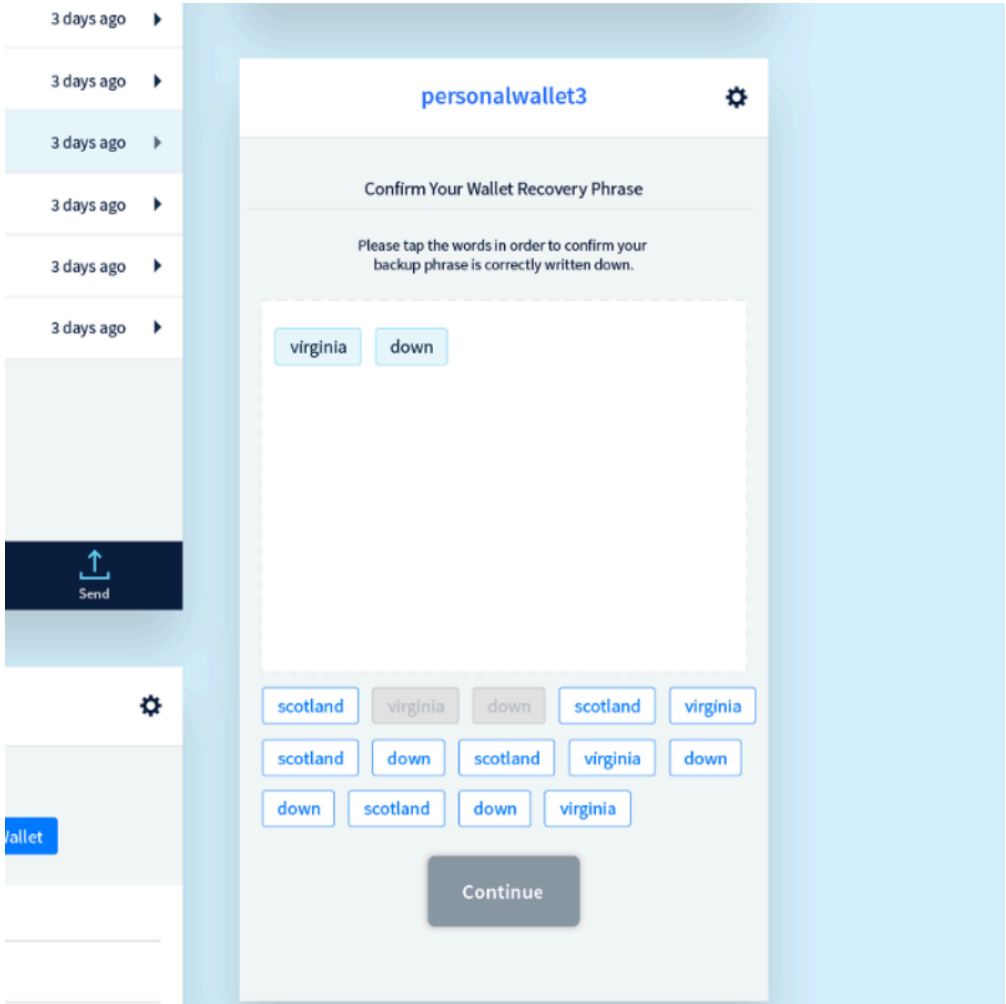 3 days ago
3 days ago
3 days ago
3 days ago
3 days ago
3 days ago
Send
personalwallet3
Confirm Your Wallet Recovery Phrase
Please tap the words in order to confirm your
backup phrase is correctly written down.
virginia down
scotland virginia down scotland virginia
scotland down scotland virginia down
down scotland down virginia
Continue